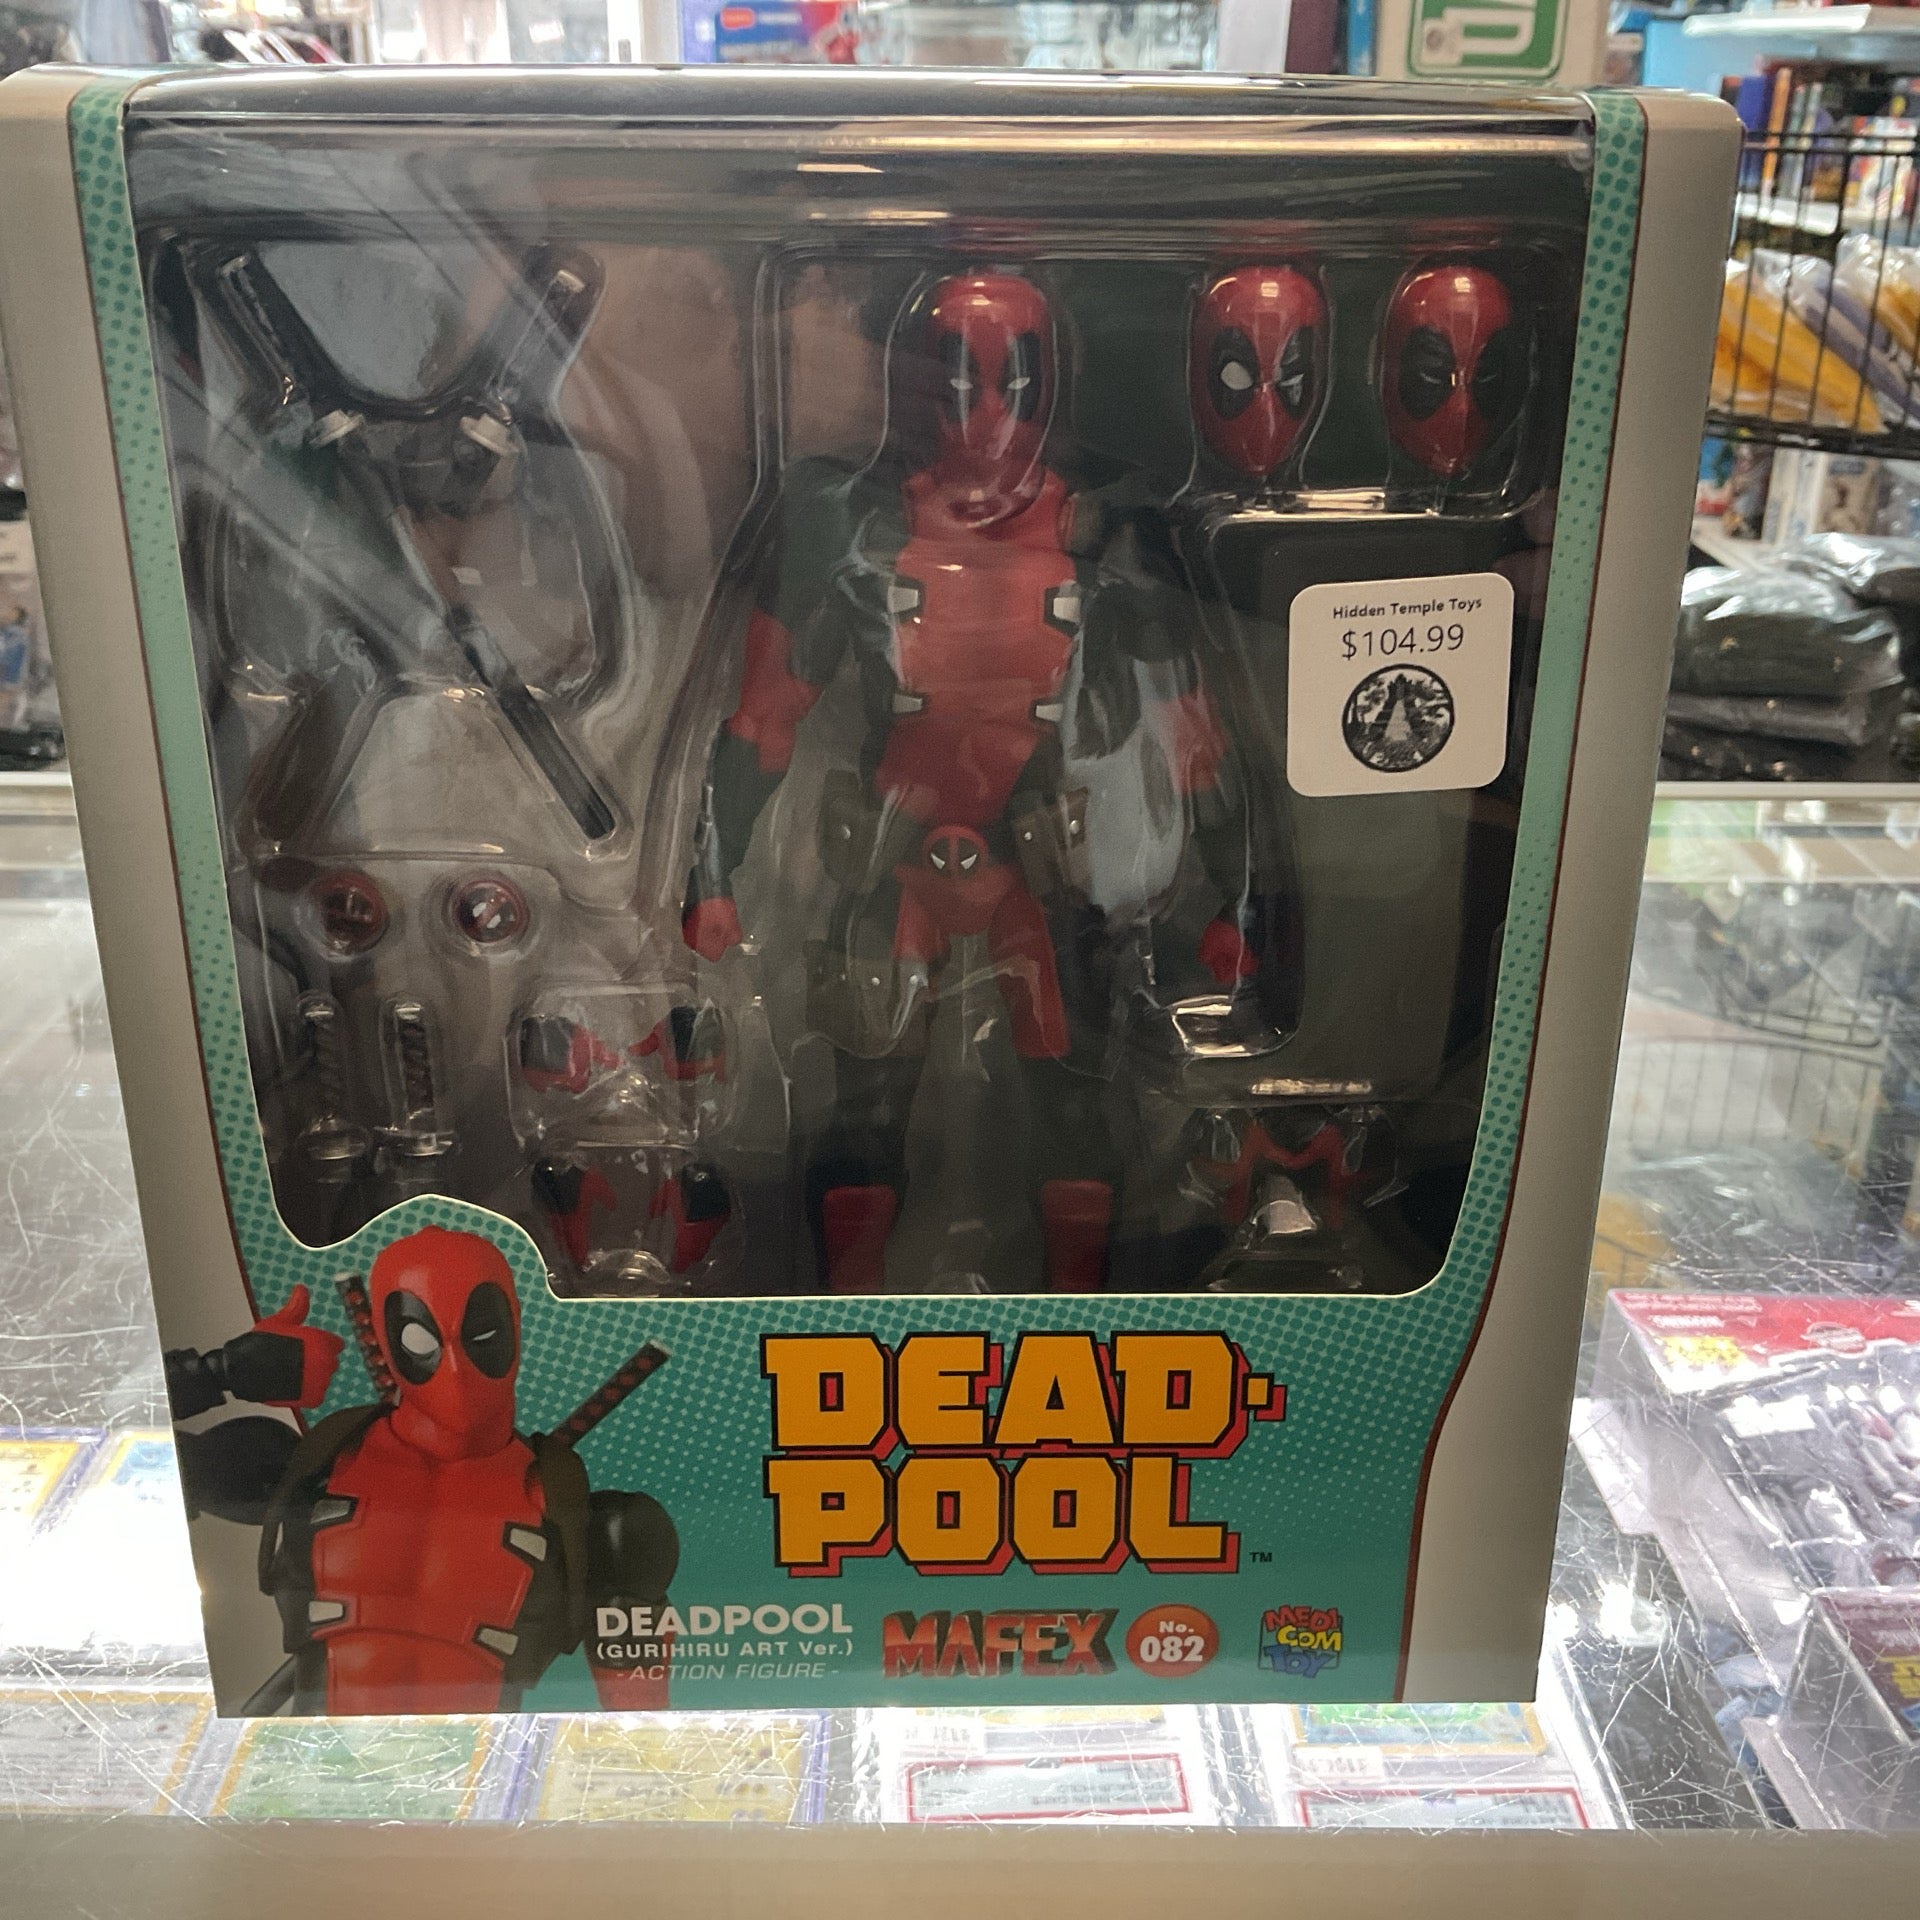 Hidden Temple Toys
$104.99
DEAD·
POOL
TM
DEADPOOL
(GURIHIRU ART Ver.)
-ACTION FIGURE-
MAFEX
No.
082
MEDI
COM
TOY